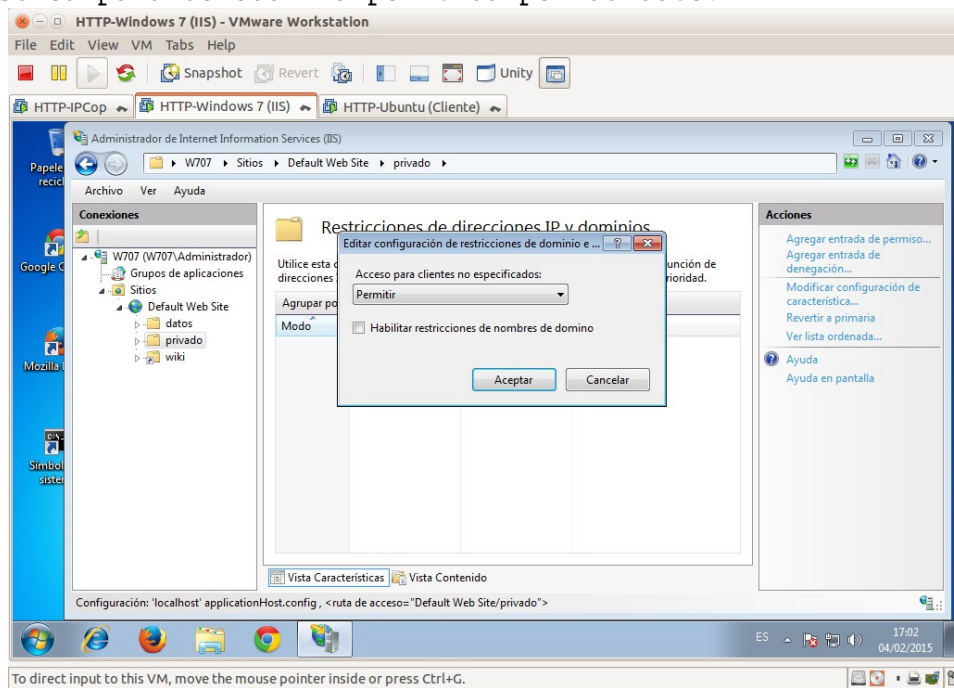 HTTP-Windows 7 (IIS) - VMware Workstation
File Edit View VM Tabs Help
Snapshot Revert Unity
HTTP-IPCop HTTP-Windows 7 (IIS) HTTP-Ubuntu (Cliente)
Administrador de Internet Information Services (IIS)
W707 Sitios Default Web Site privado
Archivo Ver Ayuda
Conexiones
W707 (W707\Administrador)
Grupos de aplicaciones
Sitios
Default Web Site
datos
privado
wiki
Restricciones de direcciones IP y dominios
Utilice esta
unción de
direcciones
rioridad.
Agrupar po
Modo
Editar configuración de restricciones de dominio e ...
Acceso para clientes no especificados:
Permitir
Habilitar restricciones de nombres de domino
Aceptar Cancelar
Acciones
Agregar entrada de permiso...
Agregar entrada de
denegación...
Modificar configuración de
característica...
Revertir a primaria
Ver lista ordenada...
Ayuda
Ayuda en pantalla
Vista Características Vista Contenido
Configuración: 'localhost' applicationHost.config , <ruta de acceso="Default Web Site/privado">
Papele
recicl
Google C
Mozilla
Simbol
siste
ES 17:02
04/02/2015
To direct input to this VM, move the mouse pointer inside or press Ctrl+G.